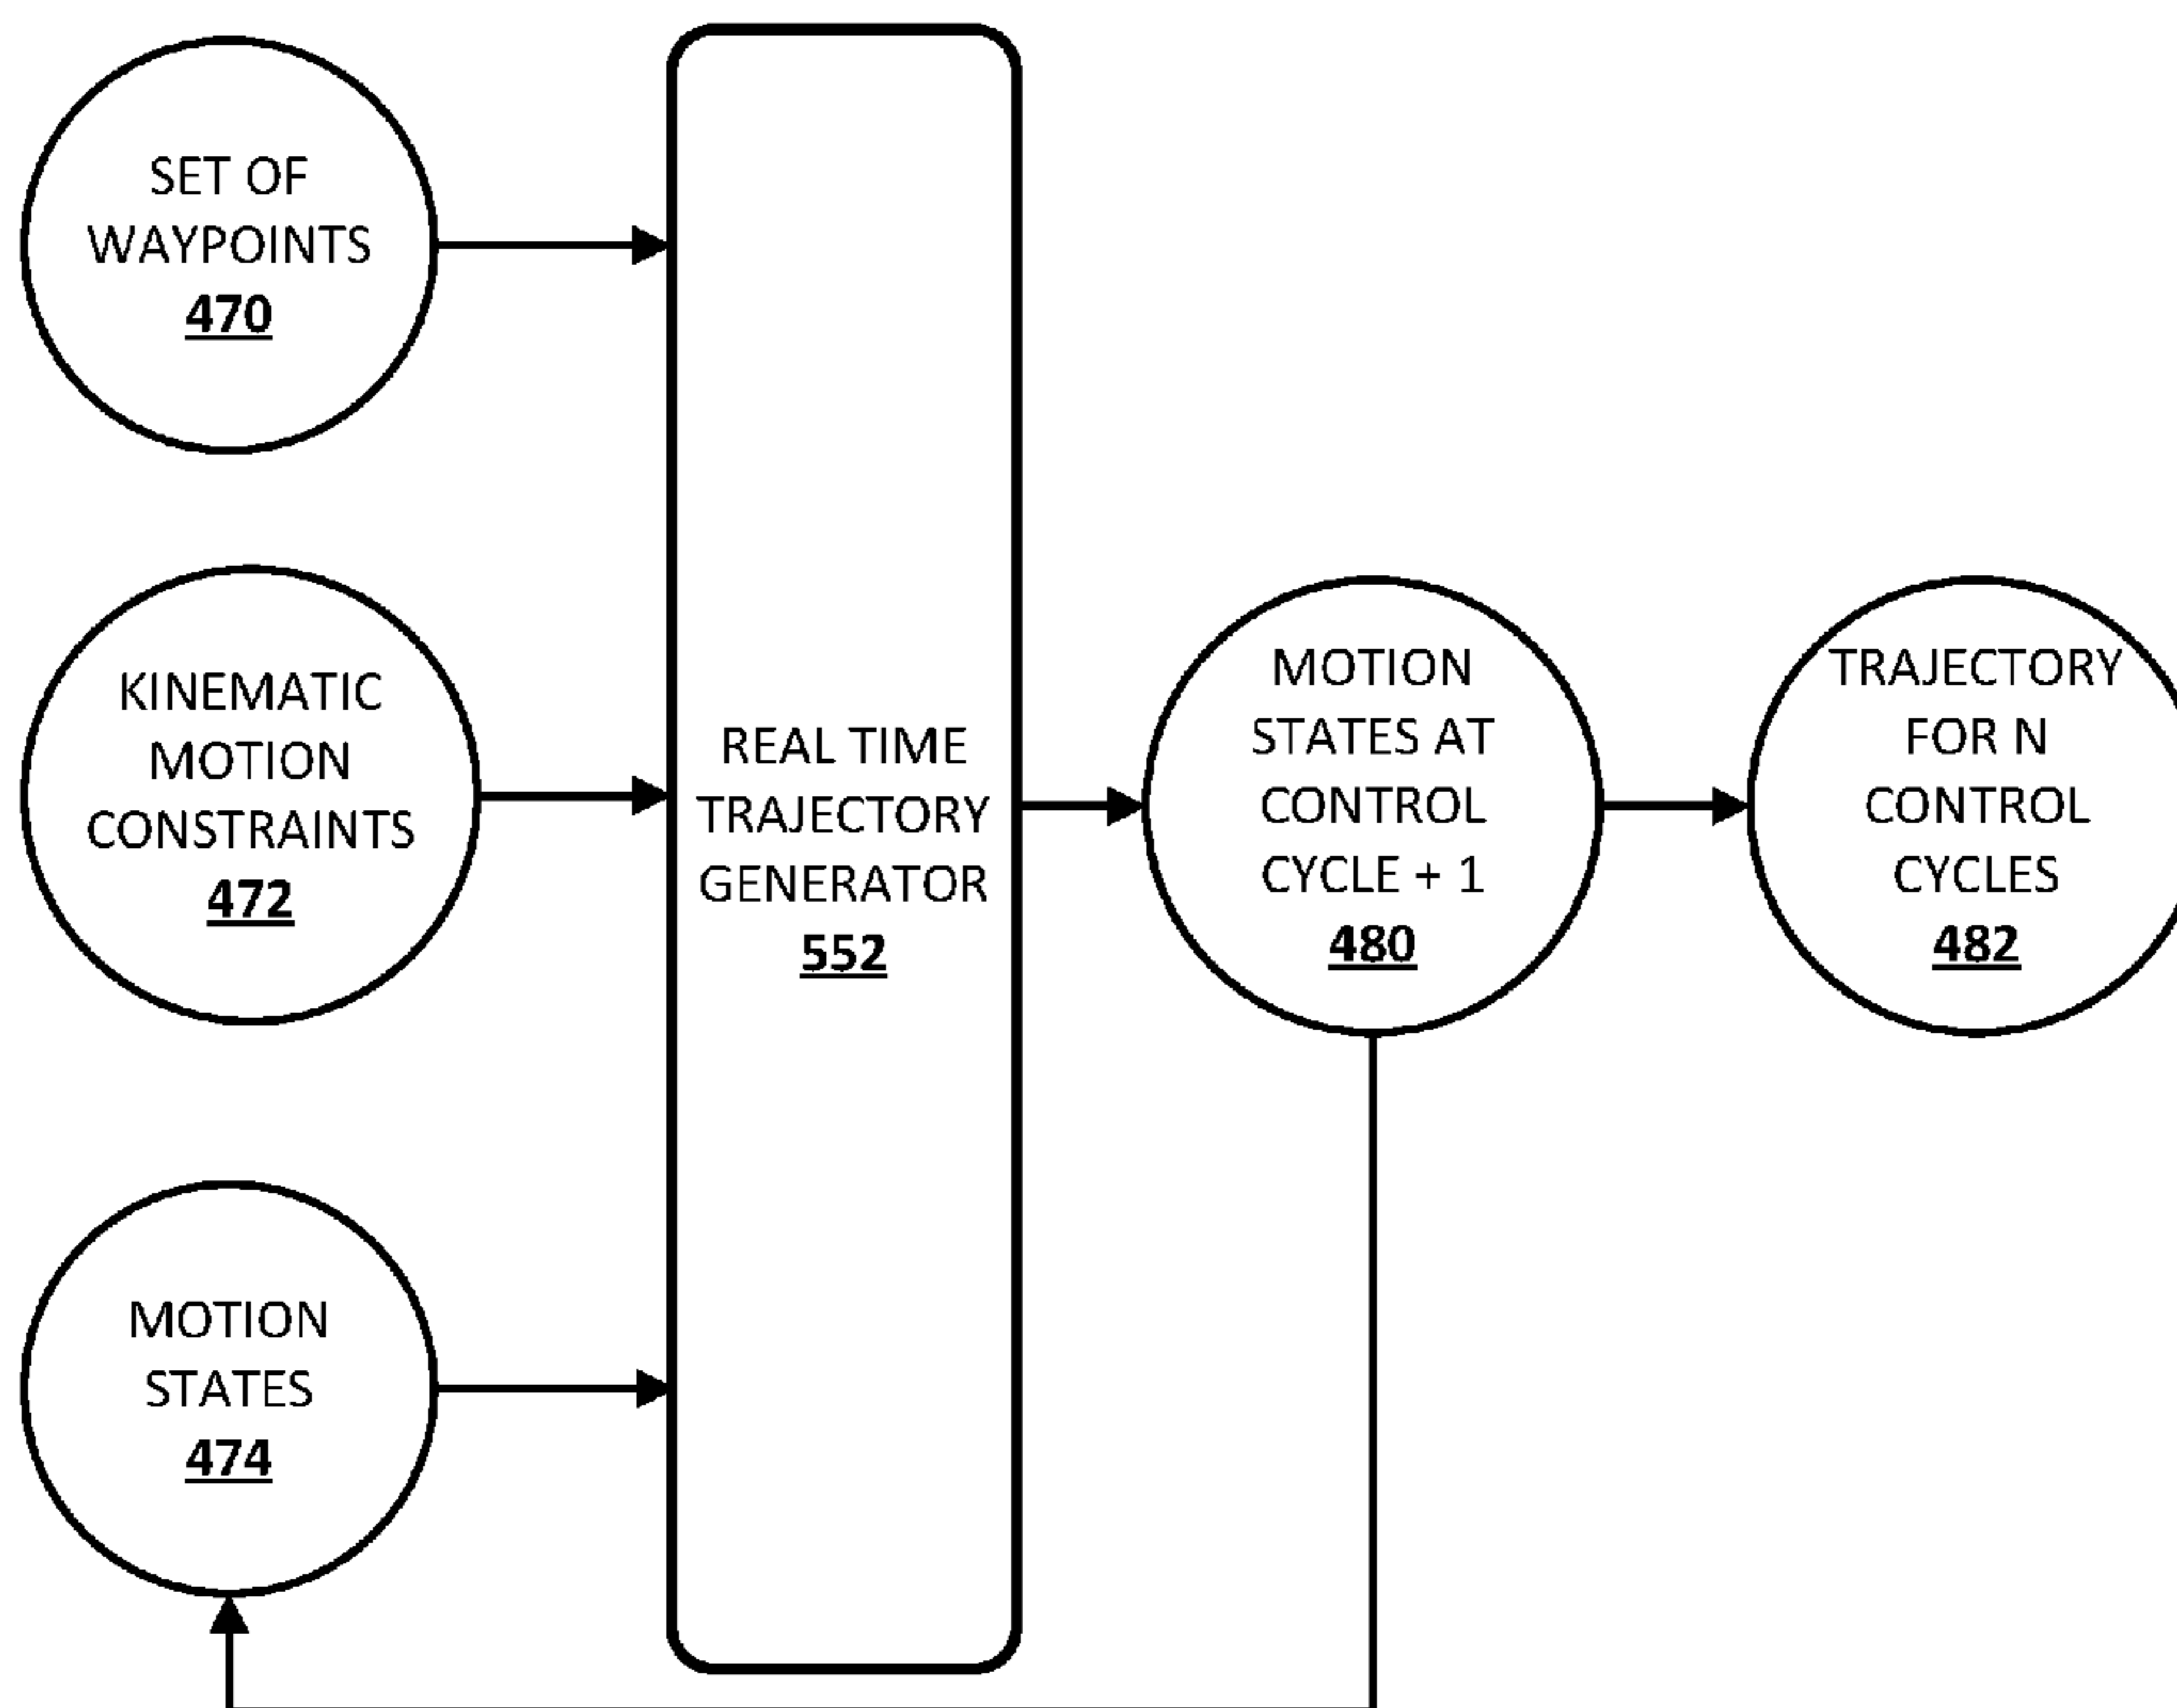 SET OF
WAYPOINTS
470
KINEMATIC
MOTION
CONSTRAINTS
472
MOTION
STATES
474
REAL TIME
TRAJECTORY
GENERATOR
552
MOTION
STATES AT
CONTROL
CYCLE + 1
480
TRAJECTORY
FOR N
CONTROL
CYCLES
482